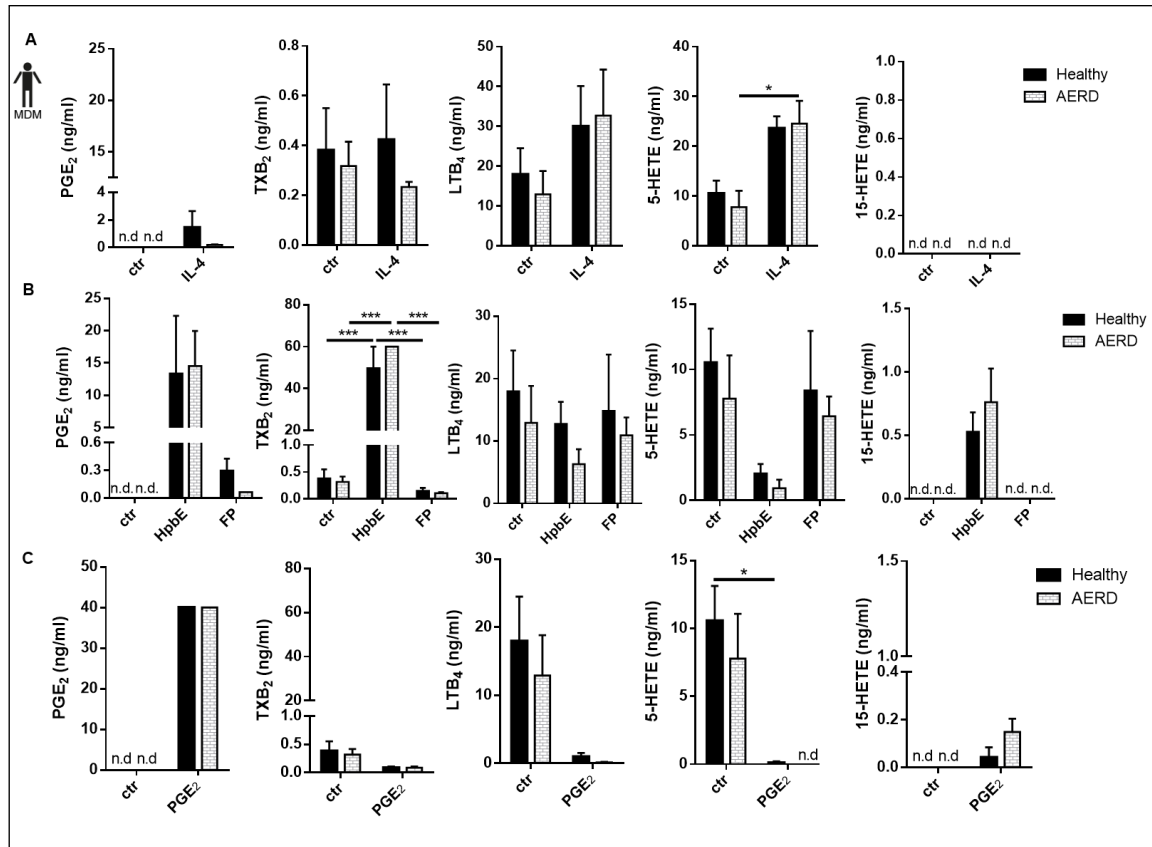 A
MDM
PGE₂ (ng/ml)
25
20
15
4
2
0
n.d n.d
ctr
IL-4
TXB₂ (ng/ml)
0.8
0.6
0.4
0.2
0.0
ctr
IL-4
LTB₄ (ng/ml)
50
40
30
20
10
0
ctr
IL-4
5-HETE (ng/ml)
40
30
20
10
0
*
ctr
IL-4
15-HETE (ng/ml)
1.0
0.8
0.6
0.4
0.2
0.0
n.d n.d
n.d n.d
ctr
IL-4
Healthy
AERD
B
PGE₂ (ng/ml)
25
20
15
10
5
0.6
0.3
0.0
n.d. n.d.
ctr
HpbE
FP
TXB₂ (ng/ml)
80
60
40
20
1.0
0.5
0.0
*** ***
*** ***
ctr
HpbE
FP
LTB₄ (ng/ml)
30
20
10
0
ctr
HpbE
FP
5-HETE (ng/ml)
15
10
5
0
ctr
HpbE
FP
15-HETE (ng/ml)
1.5
1.0
0.5
0.0
n.d. n.d.
n.d. n.d.
ctr
HpbE
FP
Healthy
AERD
C
PGE₂ (ng/ml)
50
40
30
20
10
0
n.d n.d
ctr
PGE₂
TXB₂ (ng/ml)
80
60
40
20
1.0
0.5
0.0
ctr
PGE₂
LTB₄ (ng/ml)
30
20
10
0
ctr
PGE₂
5-HETE (ng/ml)
15
10
5
0
*
n.d
ctr
PGE₂
15-HETE (ng/ml)
1.5
1.0
0.4
0.2
0.0
n.d n.d
ctr
PGE₂
Healthy
AERD